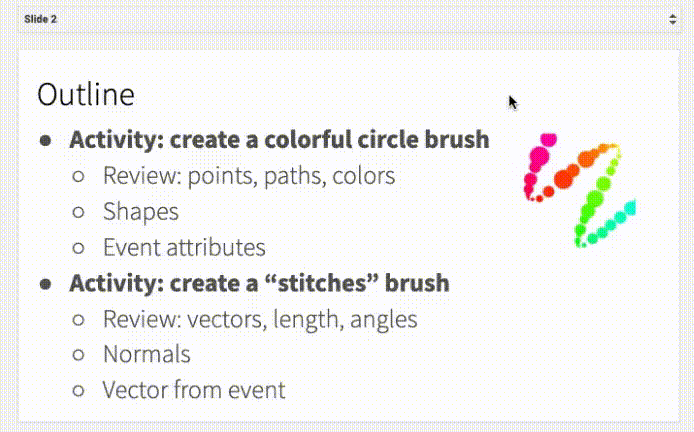 Slide 2
Outline
● Activity: create a colorful circle brush
○ Review: points, paths, colors
○ Shapes
○ Event attributes
● Activity: create a “stitches” brush
○ Review: vectors, length, angles
○ Normals
○ Vector from event